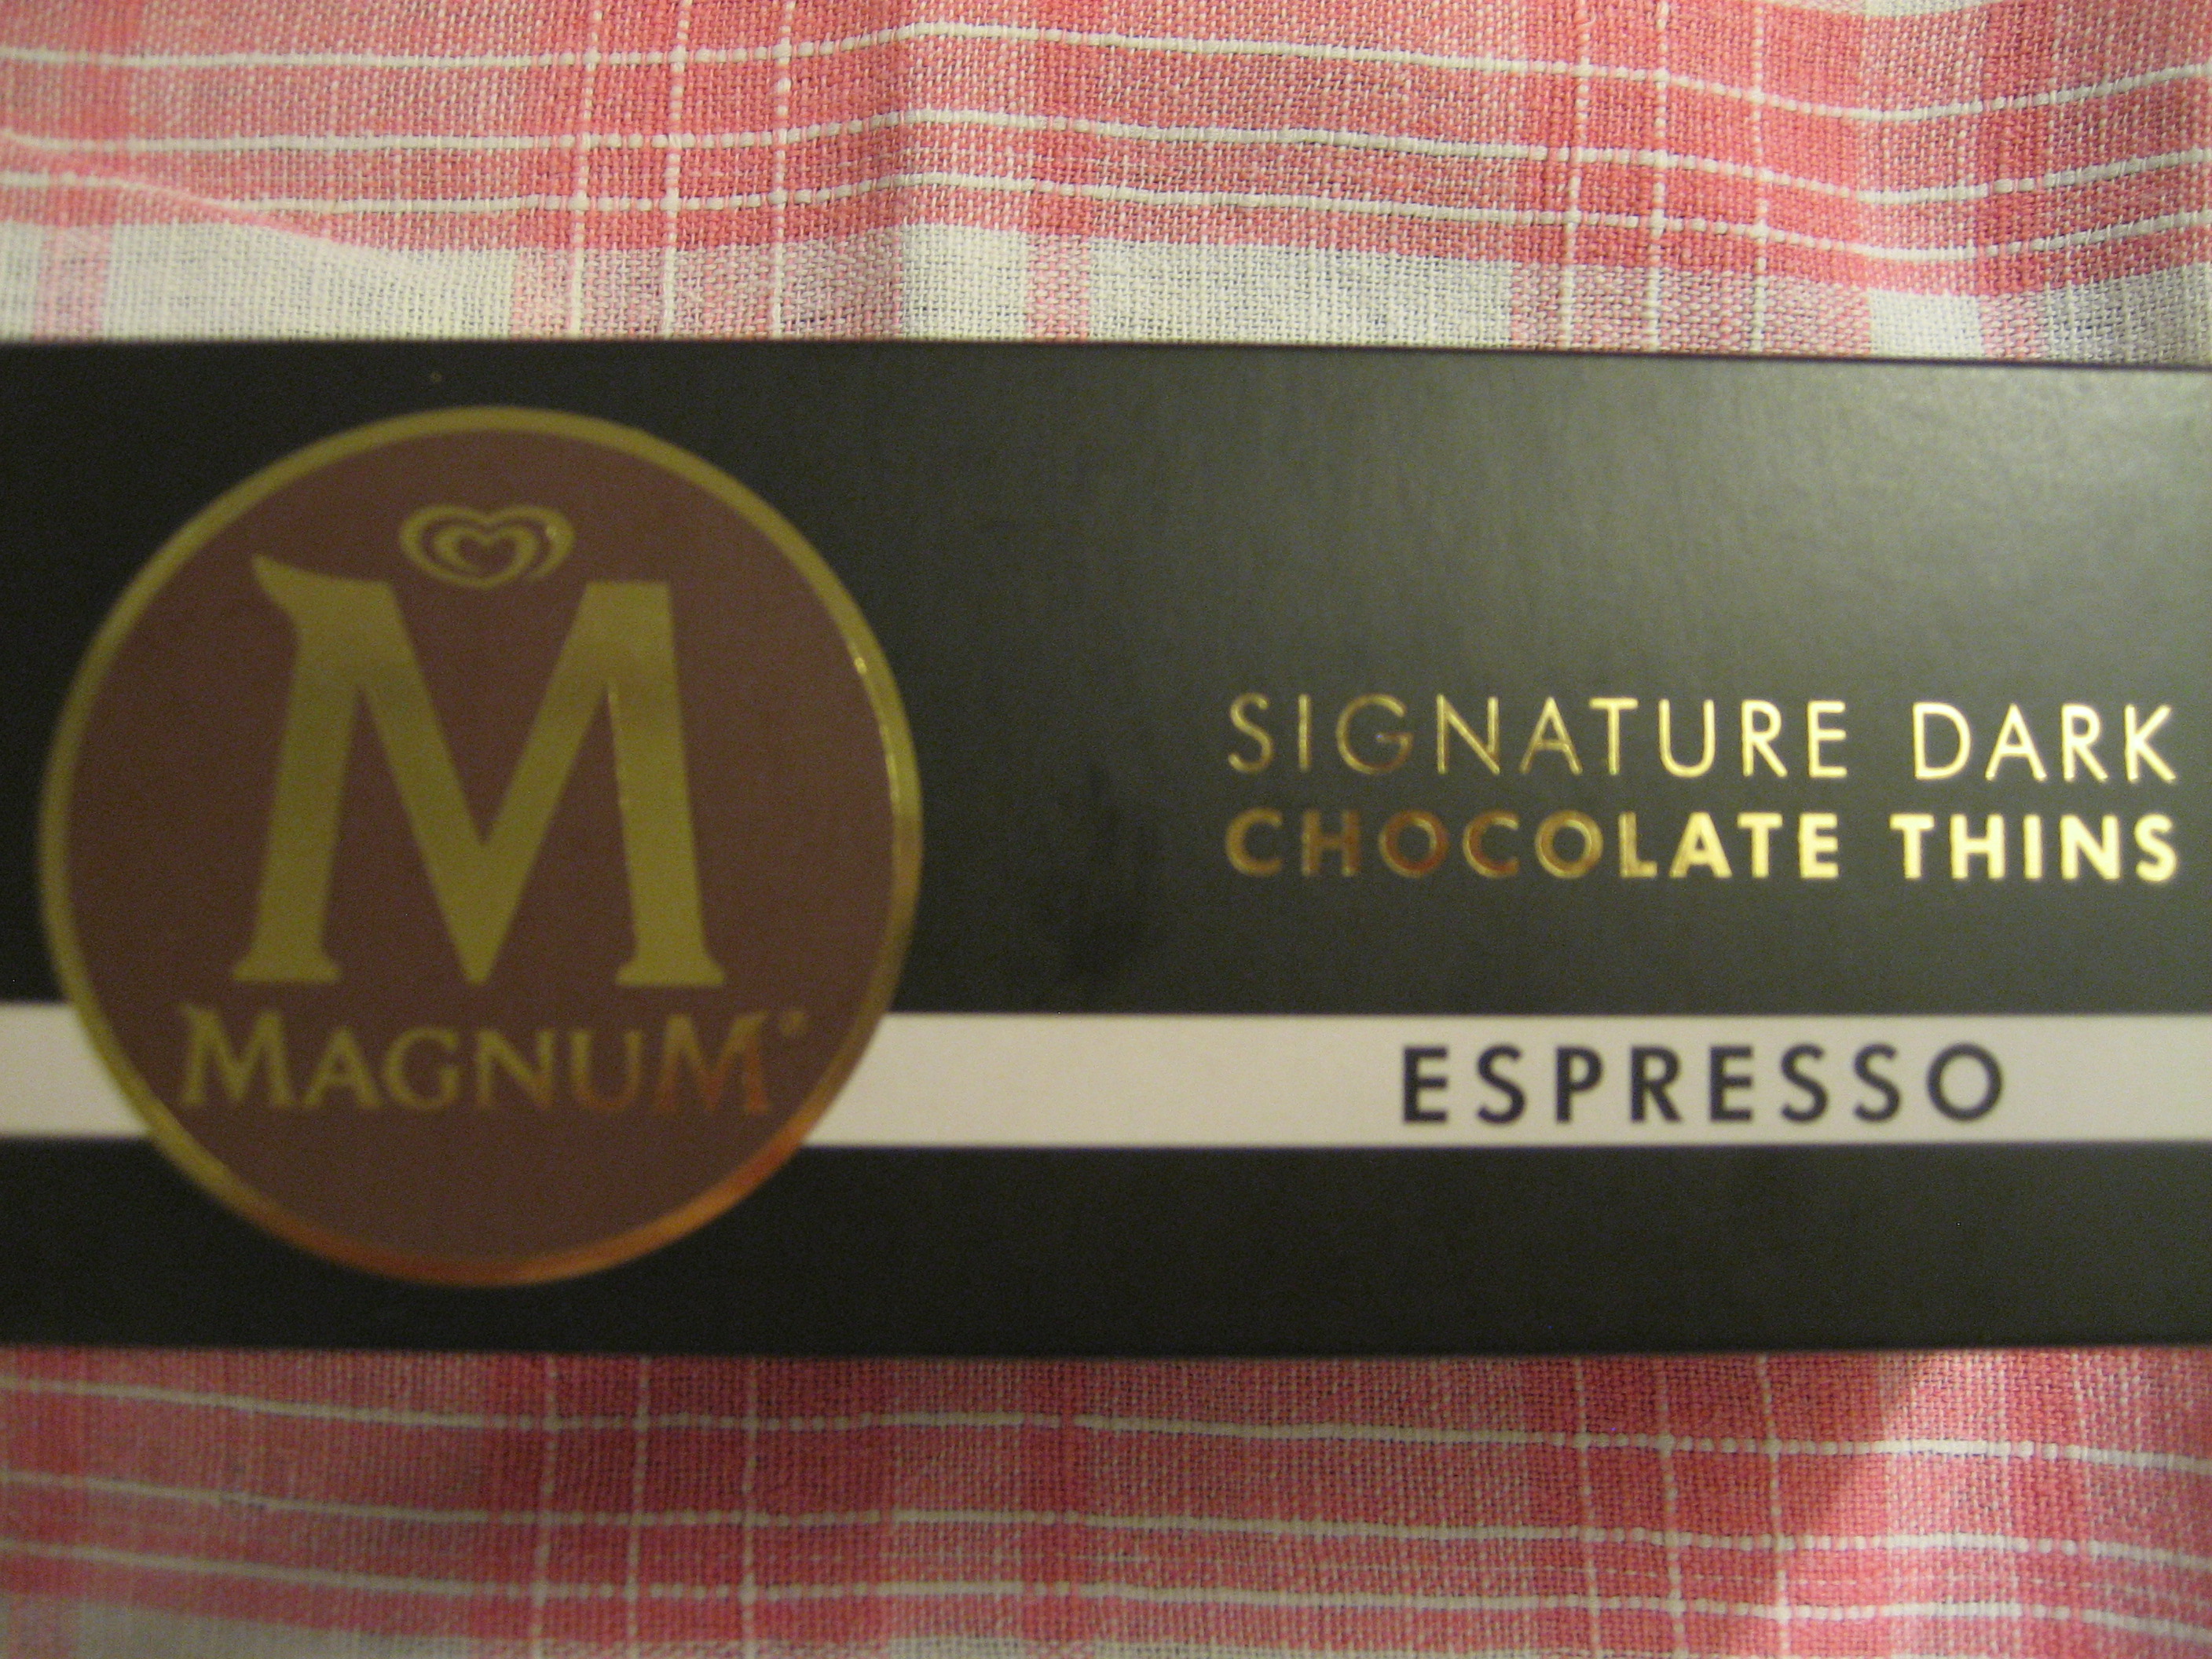 M
MAGNUM®
SIGNATURE DARK
CHOCOLATE THINS
ESPRESSO